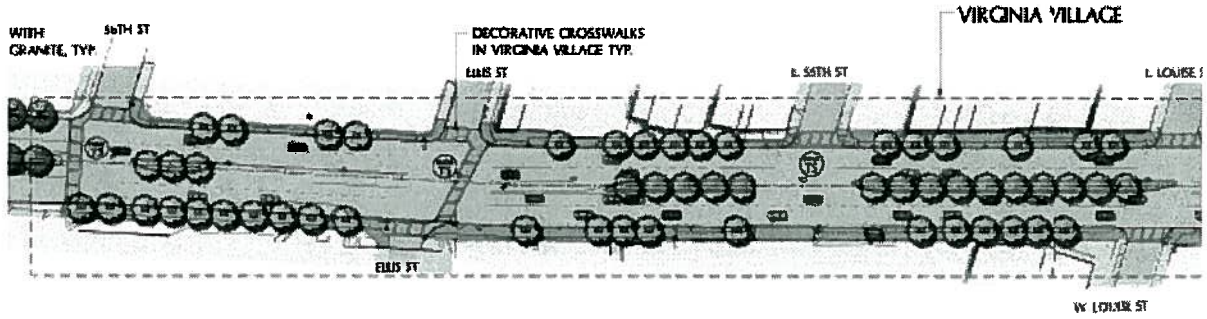 WITH
GRANITE, TYP.
56TH ST
DECORATIVE CROSSWALKS
IN VIRGINIA VILLAGE TYP.
ELLIS ST
VIRGINIA VILLAGE
E. 55TH ST
E. LOUISE S
ELLIS ST
W. LOUISE ST